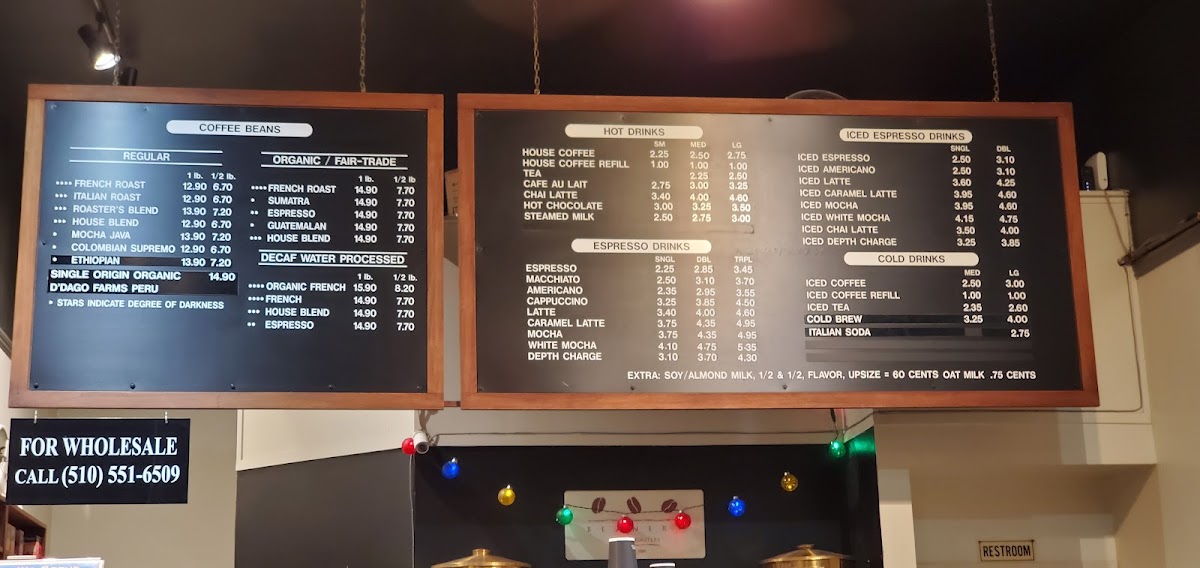 COFFEE BEANS
REGULAR
1 lb. 1/2 lb.
•••• FRENCH ROAST 12.90 6.70
••• ITALIAN ROAST 12.90 6.70
••• ROASTER'S BLEND 13.90 7.20
••• HOUSE BLEND 12.90 6.70
• MOCHA JAVA 13.90 7.20
• COLOMBIAN SUPREMO 12.90 6.70
• ETHIOPIAN 13.90 7.20
SINGLE ORIGIN ORGANIC 14.90
D'DAGO FARMS PERU
• STARS INDICATE DEGREE OF DARKNESS
ORGANIC / FAIR-TRADE
1 lb. 1/2 lb
•••• FRENCH ROAST 14.90 7.70
• SUMATRA 14.90 7.70
•• ESPRESSO 14.90 7.70
• GUATEMALAN 14.90 7.70
••• HOUSE BLEND 14.90 7.70
DECAF WATER PROCESSED
1 lb. 1/2 lb.
•••• ORGANIC FRENCH 15.90 8.20
•••• FRENCH 14.90 7.70
••• HOUSE BLEND 14.90 7.70
•• ESPRESSO 14.90 7.70
HOT DRINKS
SM MED LG
HOUSE COFFEE 2.25 2.50 2.75
HOUSE COFFEE REFILL 1.00 1.00 1.00
TEA 2.25 2.50
CAFE AU LAIT 2.75 3.00 3.25
CHAI LATTE 3.40 4.00 4.60
HOT CHOCOLATE 3.00 3.25 3.50
STEAMED MILK 2.50 2.75 3.00
ESPRESSO DRINKS
SNGL DBL TRPL
ESPRESSO 2.25 2.85 3.45
MACCHIATO 2.50 3.10 3.70
AMERICANO 2.35 2.95 3.55
CAPPUCCINO 3.25 3.85 4.50
LATTE 3.40 4.00 4.60
CARAMEL LATTE 3.75 4.35 4.95
MOCHA 3.75 4.35 4.95
WHITE MOCHA 4.10 4.75 5.35
DEPTH CHARGE 3.10 3.70 4.30
ICED ESPRESSO DRINKS
SNGL DBL
ICED ESPRESSO 2.50 3.10
ICED AMERICANO 2.50 3.10
ICED LATTE 3.60 4.25
ICED CARAMEL LATTE 3.95 4.60
ICED MOCHA 3.95 4.60
ICED WHITE MOCHA 4.15 4.75
ICED CHAI LATTE 3.50 4.00
ICED DEPTH CHARGE 3.25 3.85
COLD DRINKS
MED LG
ICED COFFEE 2.50 3.00
ICED COFFEE REFILL 1.00 1.00
ICED TEA 2.35 2.60
COLD BREW 3.25 4.00
ITALIAN SODA 2.75
EXTRA: SOY/ALMOND MILK, 1/2 & 1/2, FLAVOR, UPSIZE = 60 CENTS OAT MILK .75 CENTS
FOR WHOLESALE
CALL (510) 551-6509
RESTROOM